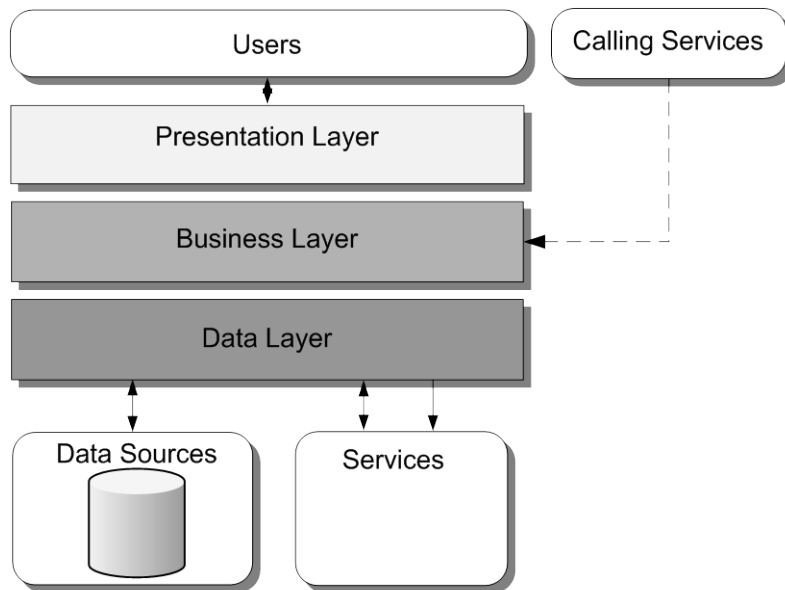 Users
Calling Services
Presentation Layer
Business Layer
Data Layer
Data Sources
Services